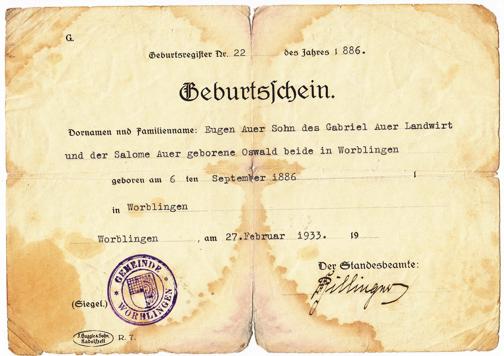 G.
Geburtsregister Nr. 22 des Jahres 1886.
Geburtsschein.
Vornamen und Familienname: Eugen Auer Sohn des Gabriel Auer Landwirt
und der Salome Auer geborene Oswald beide in Worblingen
geboren am 6 ten September 1886
in Worblingen
Worblingen , am 27.Februar 1933. 19
Der Standesbeamte:
GEMEINDE WORBLINGEN
(Siegel.)
Radolfzell
R. 7.